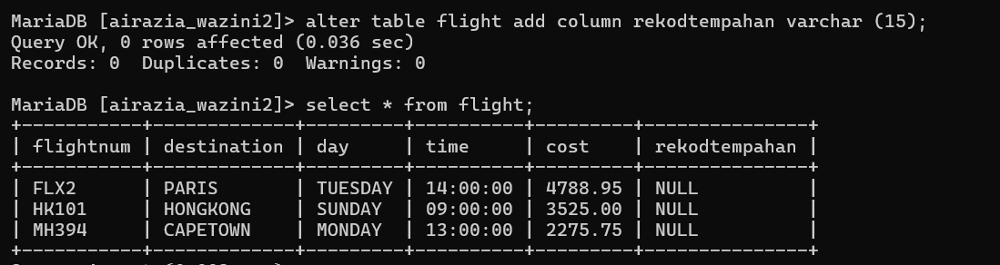 MariaDB [airazia_wazini2]> alter table flight add column rekodtempahan varchar (15);
Query OK, 0 rows affected (0.036 sec)
Records: 0  Duplicates: 0  Warnings: 0

MariaDB [airazia_wazini2]> select * from flight;
+-----------+-------------+---------+----------+---------+---------------+
| flightnum | destination | day     | time     | cost    | rekodtempahan |
+-----------+-------------+---------+----------+---------+---------------+
| FLX2      | PARIS       | TUESDAY | 14:00:00 | 4788.95 | NULL          |
| HK101     | HONGKONG    | SUNDAY  | 09:00:00 | 3525.00 | NULL          |
| MH394     | CAPETOWN    | MONDAY  | 13:00:00 | 2275.75 | NULL          |
+-----------+-------------+---------+----------+---------+---------------+